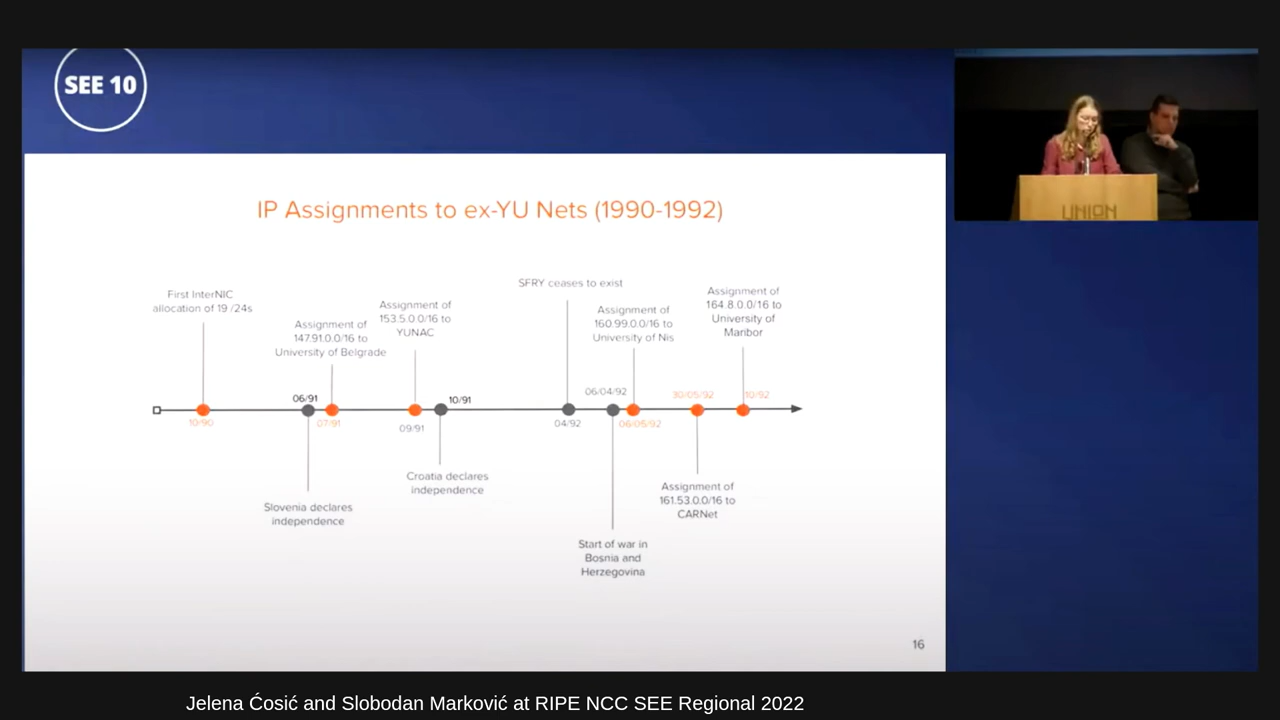 SEE 10
UNION
IP Assignments to ex-YU Nets (1990-1992)
First InterNIC
allocation of 19 /24s
Assignment of
147.91.0.0/16 to
University of Belgrade
Assignment of
153.5.0.0/16 to
YUNAC
SFRY ceases to exist
Assignment of
160.99.0.0/16 to
University of Nis
Assignment of
164.8.0.0/16 to
University of
Maribor
10/90
06/91
07/91
09/91
10/91
04/92
06/04/92
06/05/92
30/05/92
10/92
Slovenia declares
independence
Croatia declares
independence
Start of war in
Bosnia and
Herzegovina
Assignment of
161.53.0.0/16 to
CARNet
16
Jelena Ćosić and Slobodan Marković at RIPE NCC SEE Regional 2022